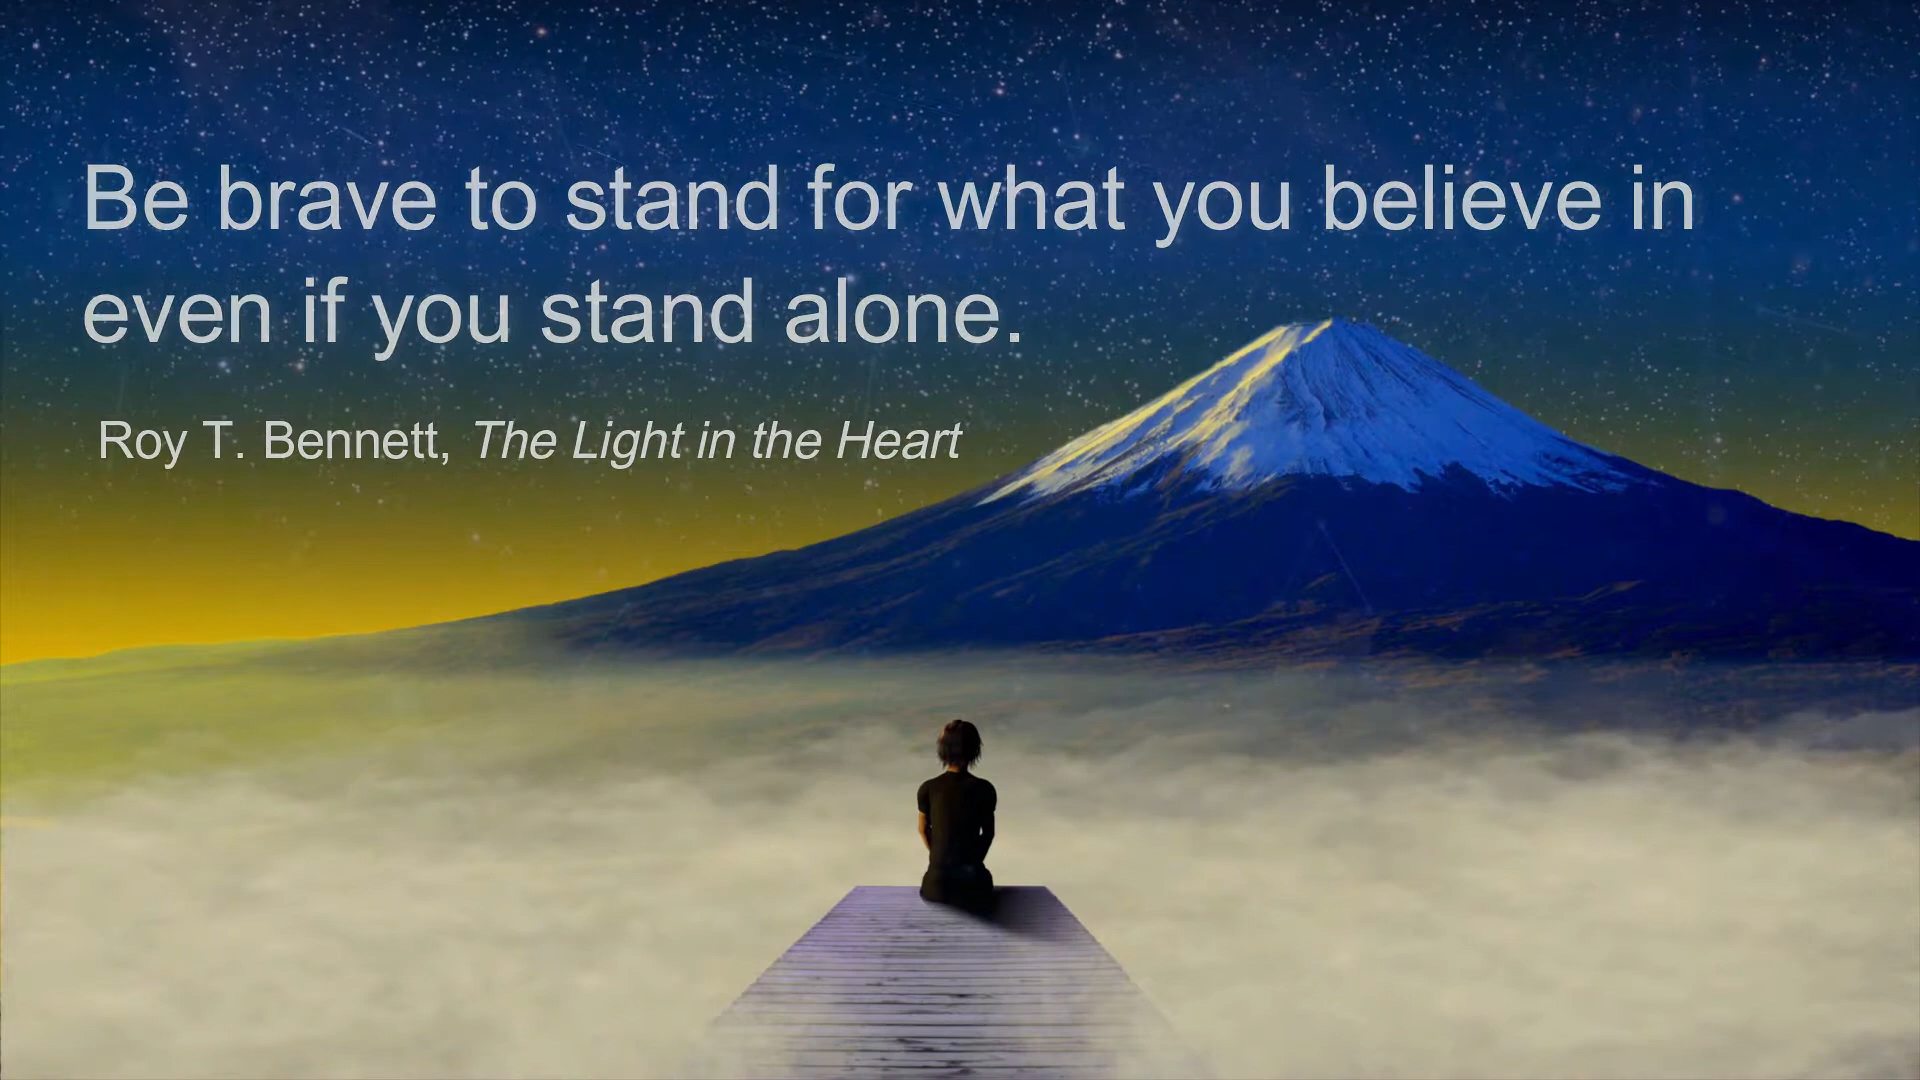 Be brave to stand for what you believe in
even if you stand alone.
Roy T. Bennett, The Light in the Heart